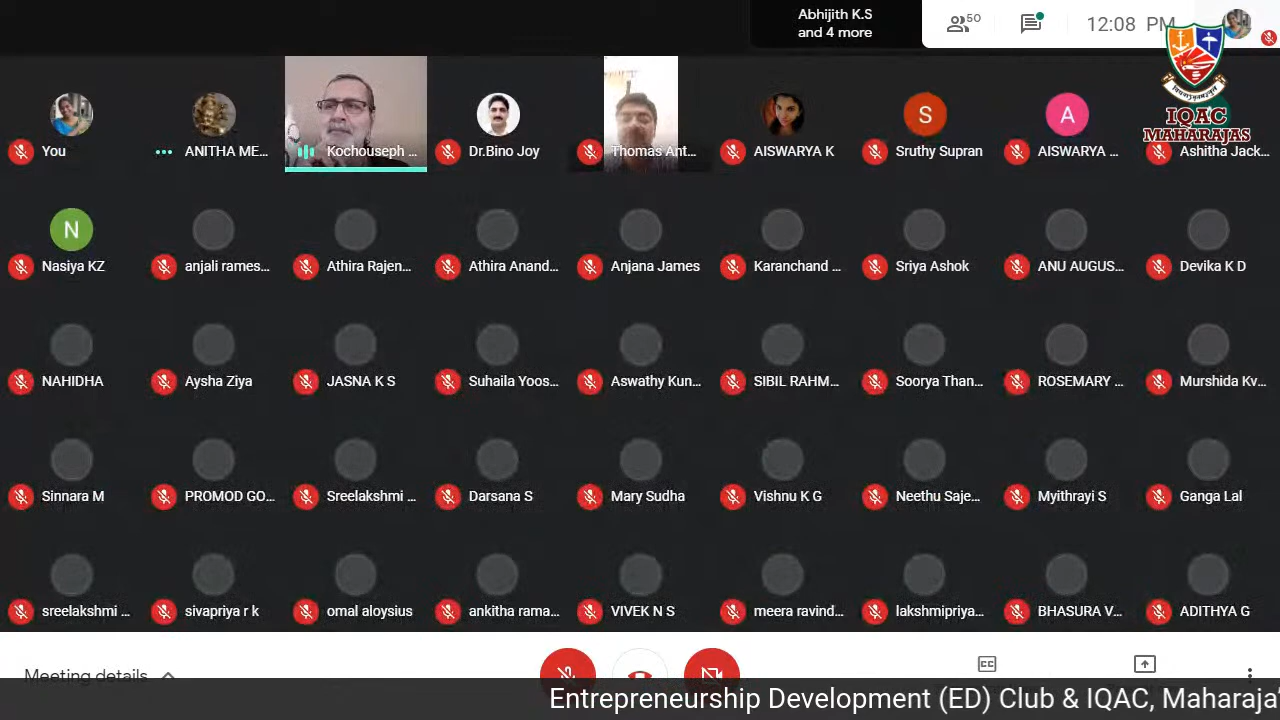 Abhijith K.S
and 4 more
50
12:08 PM
IQAC
MAHARAJAS
You
ANITHA ME...
Kochouseph ...
Dr.Bino Joy
Thomas Ant...
AISWARYA K
S
Sruthy Supran
A
AISWARYA ...
Ashitha Jack...
N
Nasiya KZ
anjali rames...
Athira Rajen...
Athira Anand...
Anjana James
Karanchand ...
Sriya Ashok
ANU AUGUS...
Devika K D
NAHIDHA
Aysha Ziya
JASNA K S
Suhaila Yoos...
Aswathy Kun...
SIBIL RAHM...
Soorya Than...
ROSEMARY ...
Murshida Kv...
Sinnara M
PROMOD GO...
Sreelakshmi ...
Darsana S
Mary Sudha
Vishnu K G
Neethu Saje...
Myithrayi S
Ganga Lal
sreelakshmi ...
sivapriya r k
omal aloysius
ankitha rama...
VIVEK N S
meera ravind...
lakshmipriya...
BHASURA V...
ADITHYA G
Meeting details
CC
Entrepreneurship Development (ED) Club & IQAC, Maharaja'